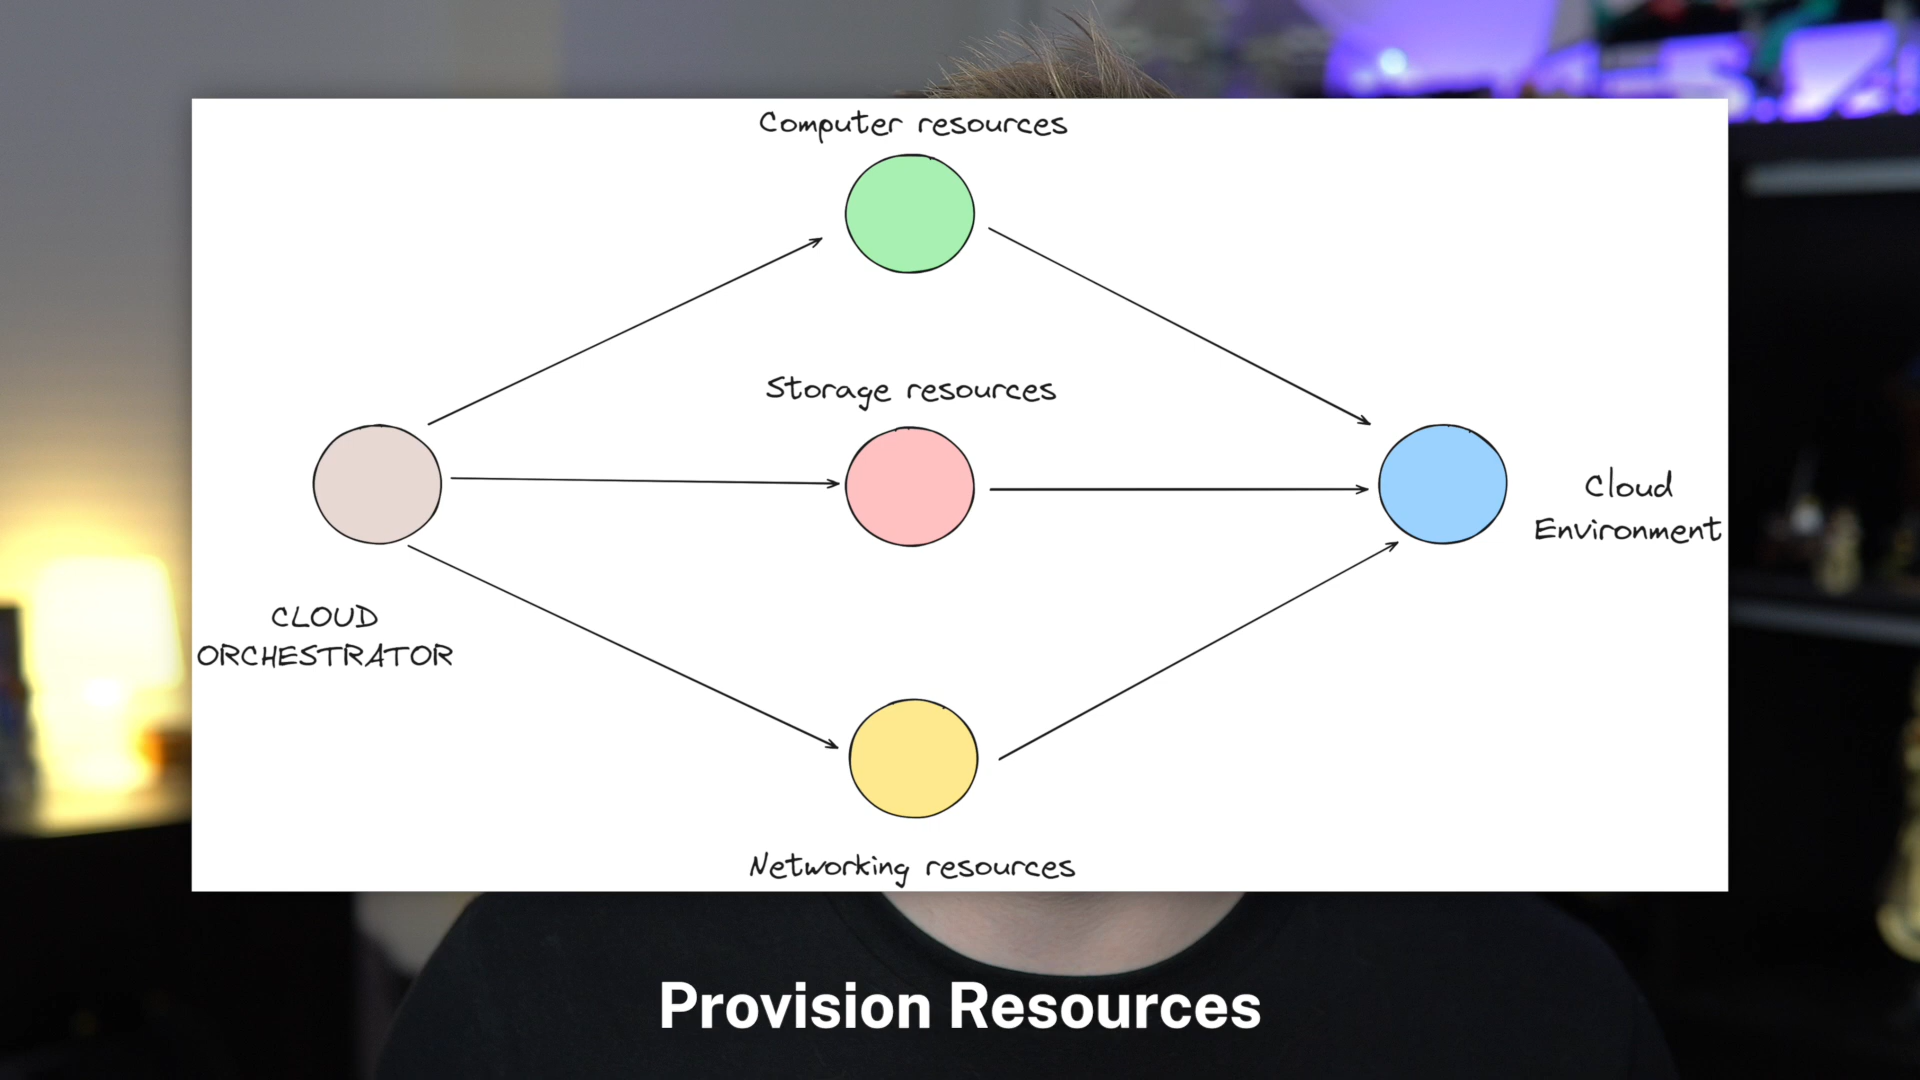 Computer resources
Storage resources
Cloud
Environment
CLOUD
ORCHESTRATOR
Networking resources
Provision Resources